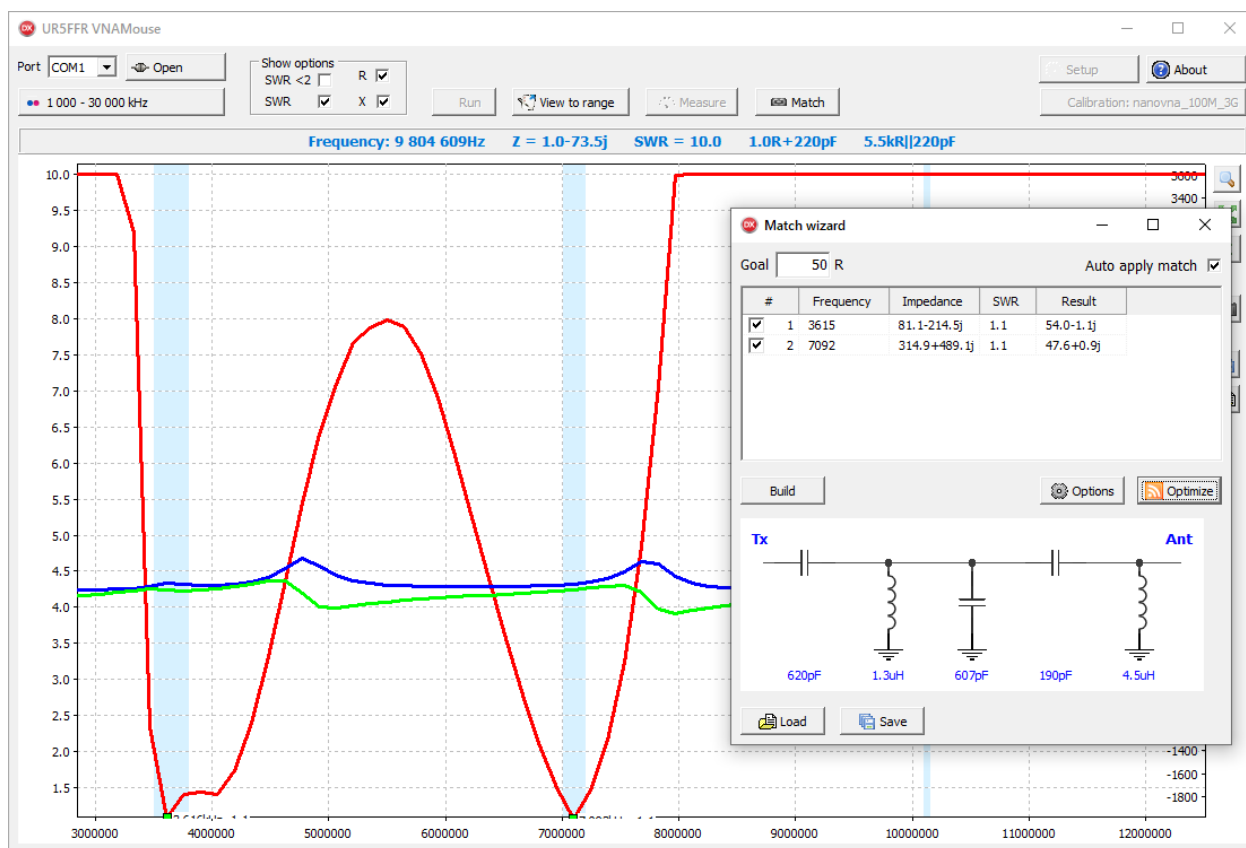 UR5FFR VNAMouse
Port COM1 Open
Show options
SWR <2 R
SWR X
Run View to range Measure Match
Setup About
1 000 - 30 000 kHz
Calibration: nanovna_100M_3G
Frequency: 9 804 609Hz Z = 1.0-73.5j SWR = 10.0 1.0R+220pF 5.5kR||220pF
10.0
9.5
9.0
8.5
8.0
7.5
7.0
6.5
6.0
5.5
5.0
4.5
4.0
3.5
3.0
2.5
2.0
1.5
3600
3400
-1400
-1600
-1800
3000000 4000000 5000000 6000000 7000000 8000000 9000000 10000000 11000000 12000000
Match wizard
Goal 50 R Auto apply match
# Frequency Impedance SWR Result
1 3615 81.1-214.5j 1.1 54.0-1.1j
2 7092 314.9+489.1j 1.1 47.6+0.9j
Build Options Optimize
Tx Ant
620pF 1.3uH 607pF 190pF 4.5uH
Load Save